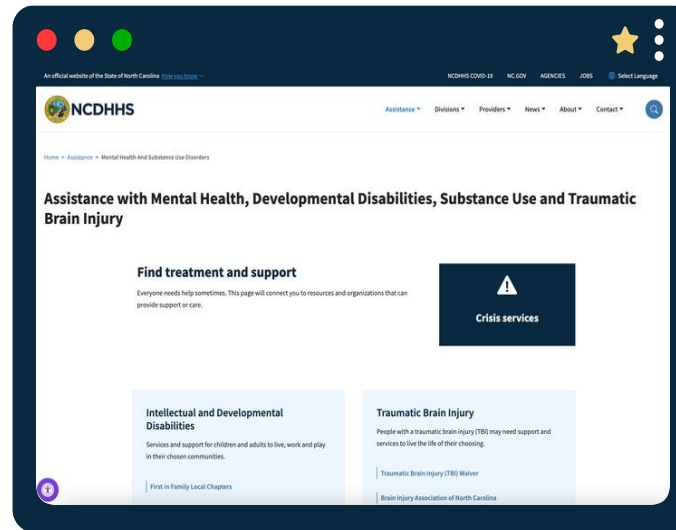 An official website of the State of North Carolina How you know
NCDHHS COVID-19 NC.GOV AGENCIES JOBS Select Language
NCDHHS
Assistance Divisions Providers News About Contact
Home > Assistance > Mental Health And Substance Use Disorders
Assistance with Mental Health, Developmental Disabilities, Substance Use and Traumatic
Brain Injury
Find treatment and support
Everyone needs help sometimes. This page will connect you to resources and organizations that can
provide support or care.
Crisis services
Intellectual and Developmental
Disabilities
Services and support for children and adults to live, work and play
in their chosen communities.
First in Family Local Chapters
Traumatic Brain Injury
People with a traumatic brain injury (TBI) may need support and
services to live the life of their choosing.
Traumatic Brain Injury (TBI) Waiver
Brain Injury Association of North Carolina